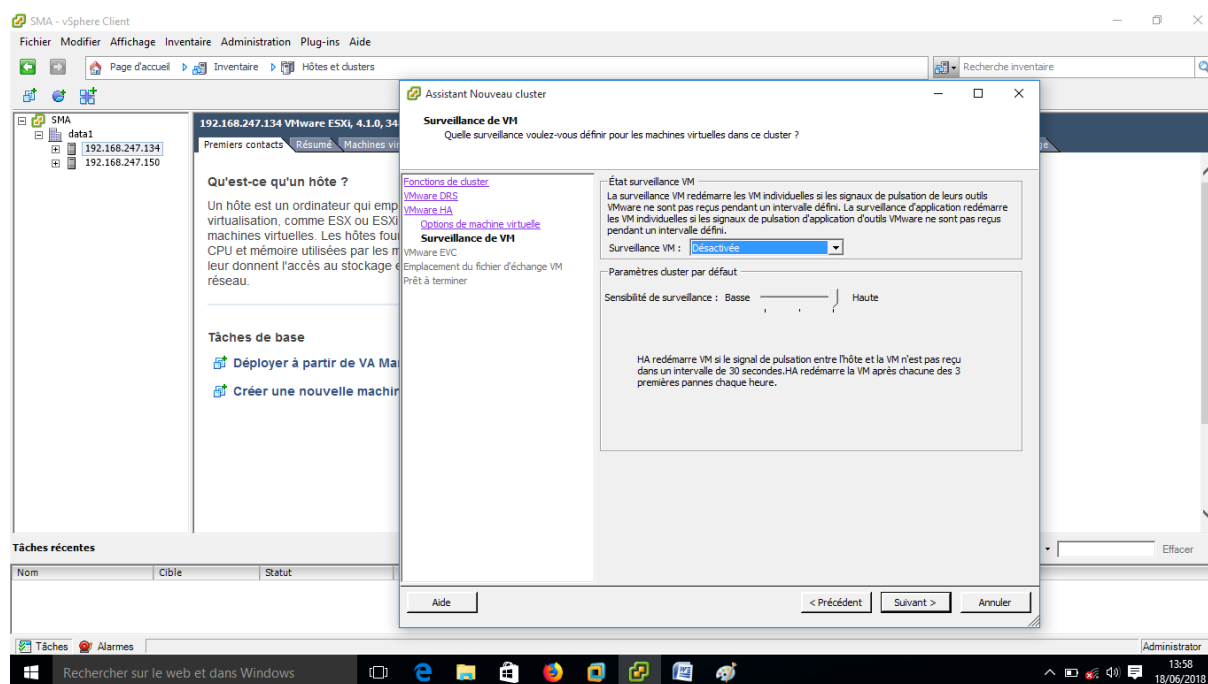 SMA - vSphere Client
Fichier Modifier Affichage Inventaire Administration Plug-ins Aide
Page d'accueil Inventaire Hôtes et clusters
Recherche inventaire
SMA
data1
192.168.247.134
192.168.247.150
192.168.247.134 VMware ESXi, 4.1.0, 34
Premiers contacts Résumé Machines vir
Qu'est-ce qu'un hôte ?
Un hôte est un ordinateur qui emp
virtualisation, comme ESX ou ESXi
machines virtuelles. Les hôtes four
CPU et mémoire utilisées par les m
leur donnent l'accès au stockage e
réseau.
Tâches de base
Déployer à partir de VA Mar
Créer une nouvelle machin
Assistant Nouveau cluster
Surveillance de VM
Quelle surveillance voulez-vous définir pour les machines virtuelles dans ce cluster ?
Fonctions de cluster
VMware DRS
VMware HA
Options de machine virtuelle
Surveillance de VM
VMware EVC
Emplacement du fichier d'échange VM
Prêt à terminer
État surveillance VM
La surveillance VM redémarre les VM individuelles si les signaux de pulsation de leurs outils
VMware ne sont pas reçus pendant un intervalle défini. La surveillance d'application redémarre
les VM individuelles si les signaux de pulsation d'application d'outils VMware ne sont pas reçus
pendant un intervalle défini.
Surveillance VM : Désactivée
Paramètres cluster par défaut
Sensibilité de surveillance : Basse Haute
HA redémarre VM si le signal de pulsation entre l'hôte et la VM n'est pas reçu
dans un intervalle de 30 secondes.HA redémarre la VM après chacune des 3
premières pannes chaque heure.
Aide < Précédent Suivant > Annuler
Tâches récentes
Effacer
Nom Cible Statut
Tâches Alarmes
Administrator
Rechercher sur le web et dans Windows
13:58
18/06/2018